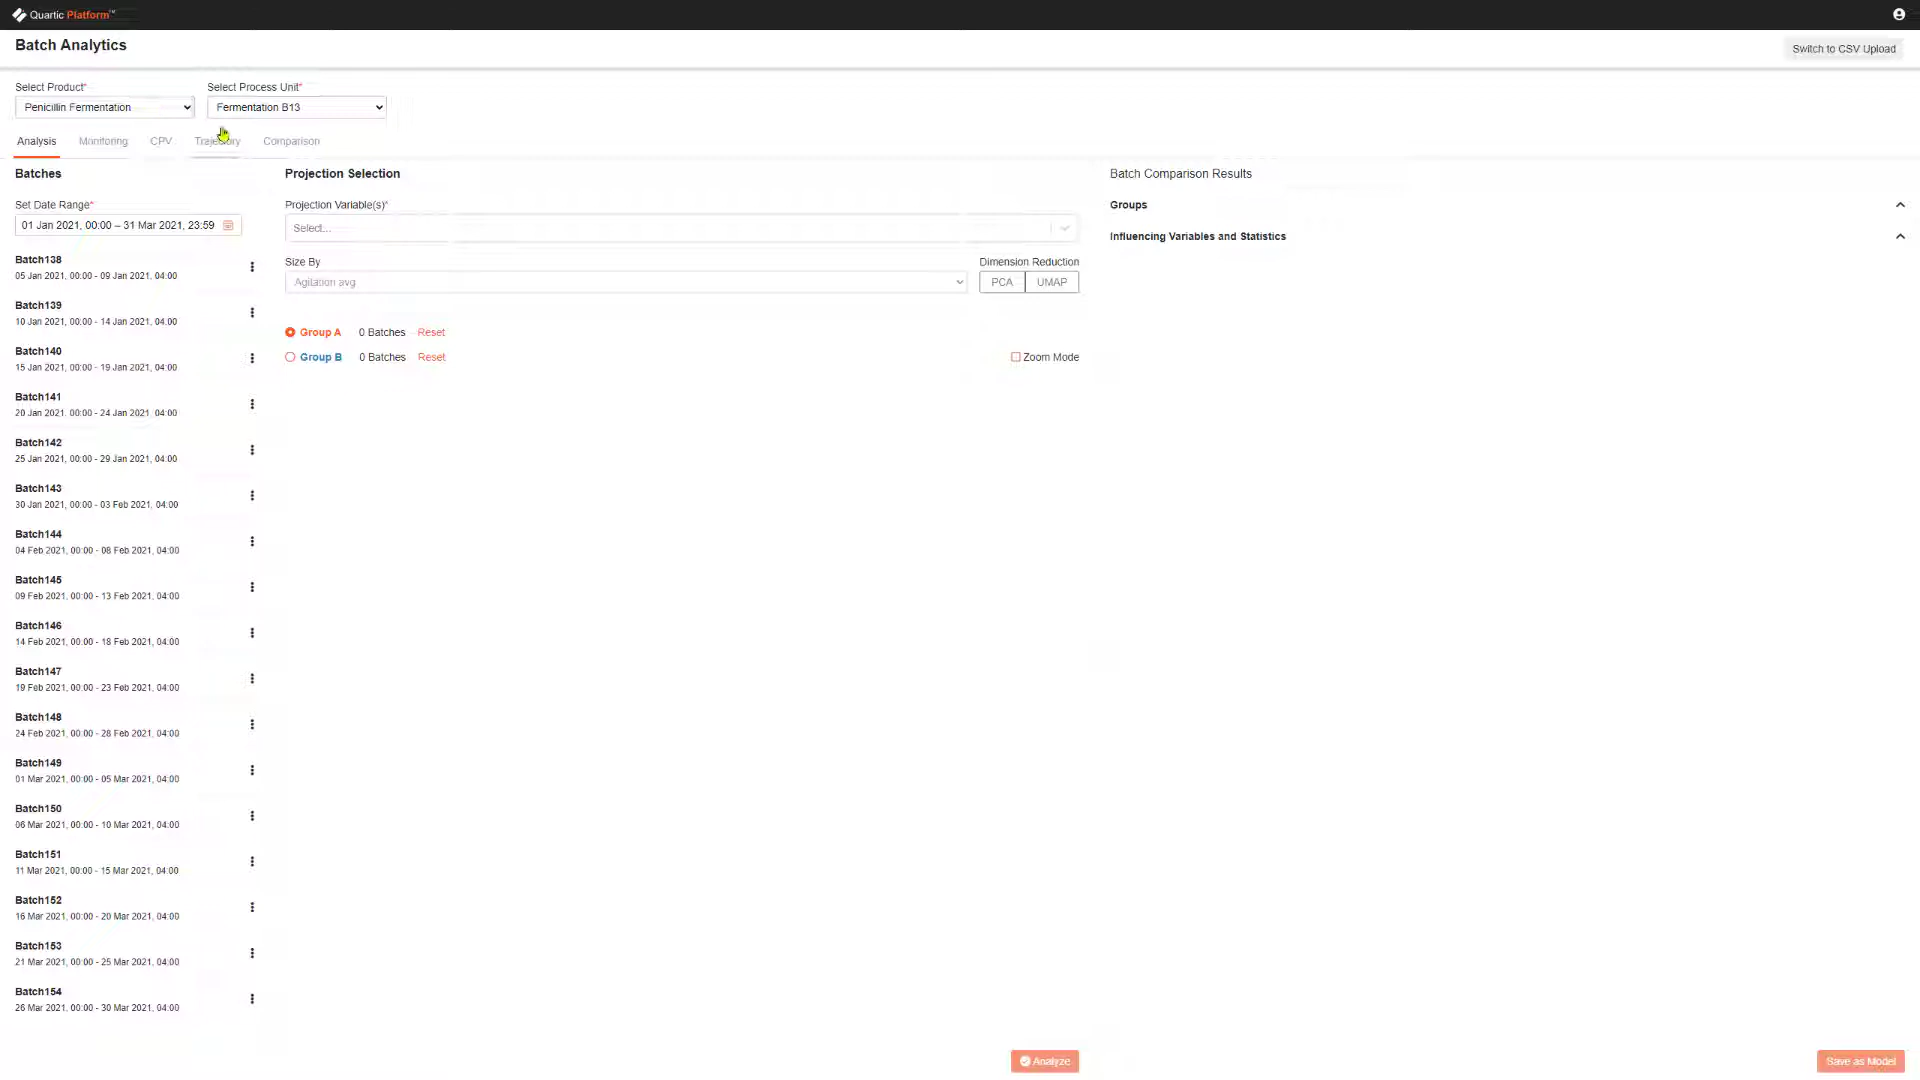 Quartic Platform™
Batch Analytics
Switch to CSV Upload
Select Product*
Select Process Unit*
Penicillin Fermentation
Fermentation B13
Analysis
Monitoring
CPV
Trajectory
Comparison
Batches
Set Date Range*
01 Jan 2021, 00:00 – 31 Mar 2021, 23:59
Batch138
05 Jan 2021, 00:00 - 09 Jan 2021, 04:00
Batch139
10 Jan 2021, 00:00 - 14 Jan 2021, 04:00
Batch140
15 Jan 2021, 00:00 - 19 Jan 2021, 04:00
Batch141
20 Jan 2021, 00:00 - 24 Jan 2021, 04:00
Batch142
25 Jan 2021, 00:00 - 29 Jan 2021, 04:00
Batch143
30 Jan 2021, 00:00 - 03 Feb 2021, 04:00
Batch144
04 Feb 2021, 00:00 - 08 Feb 2021, 04:00
Batch145
09 Feb 2021, 00:00 - 13 Feb 2021, 04:00
Batch146
14 Feb 2021, 00:00 - 18 Feb 2021, 04:00
Batch147
19 Feb 2021, 00:00 - 23 Feb 2021, 04:00
Batch148
24 Feb 2021, 00:00 - 28 Feb 2021, 04:00
Batch149
01 Mar 2021, 00:00 - 05 Mar 2021, 04:00
Batch150
06 Mar 2021, 00:00 - 10 Mar 2021, 04:00
Batch151
11 Mar 2021, 00:00 - 15 Mar 2021, 04:00
Batch152
16 Mar 2021, 00:00 - 20 Mar 2021, 04:00
Batch153
21 Mar 2021, 00:00 - 25 Mar 2021, 04:00
Batch154
26 Mar 2021, 00:00 - 30 Mar 2021, 04:00
Projection Selection
Projection Variable(s)*
Select...
Size By
Dimension Reduction
Agitation avg
PCA
UMAP
Group A 0 Batches Reset
Group B 0 Batches Reset
Zoom Mode
Analyze
Batch Comparison Results
Groups
Influencing Variables and Statistics
Save as Model